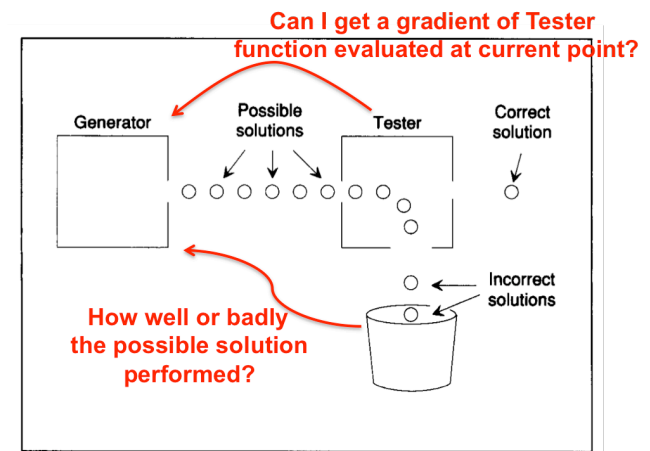 Can I get a gradient of Tester
function evaluated at current point?
Generator
Possible
solutions
Tester
Correct
solution
Incorrect
solutions
How well or badly
the possible solution
performed?